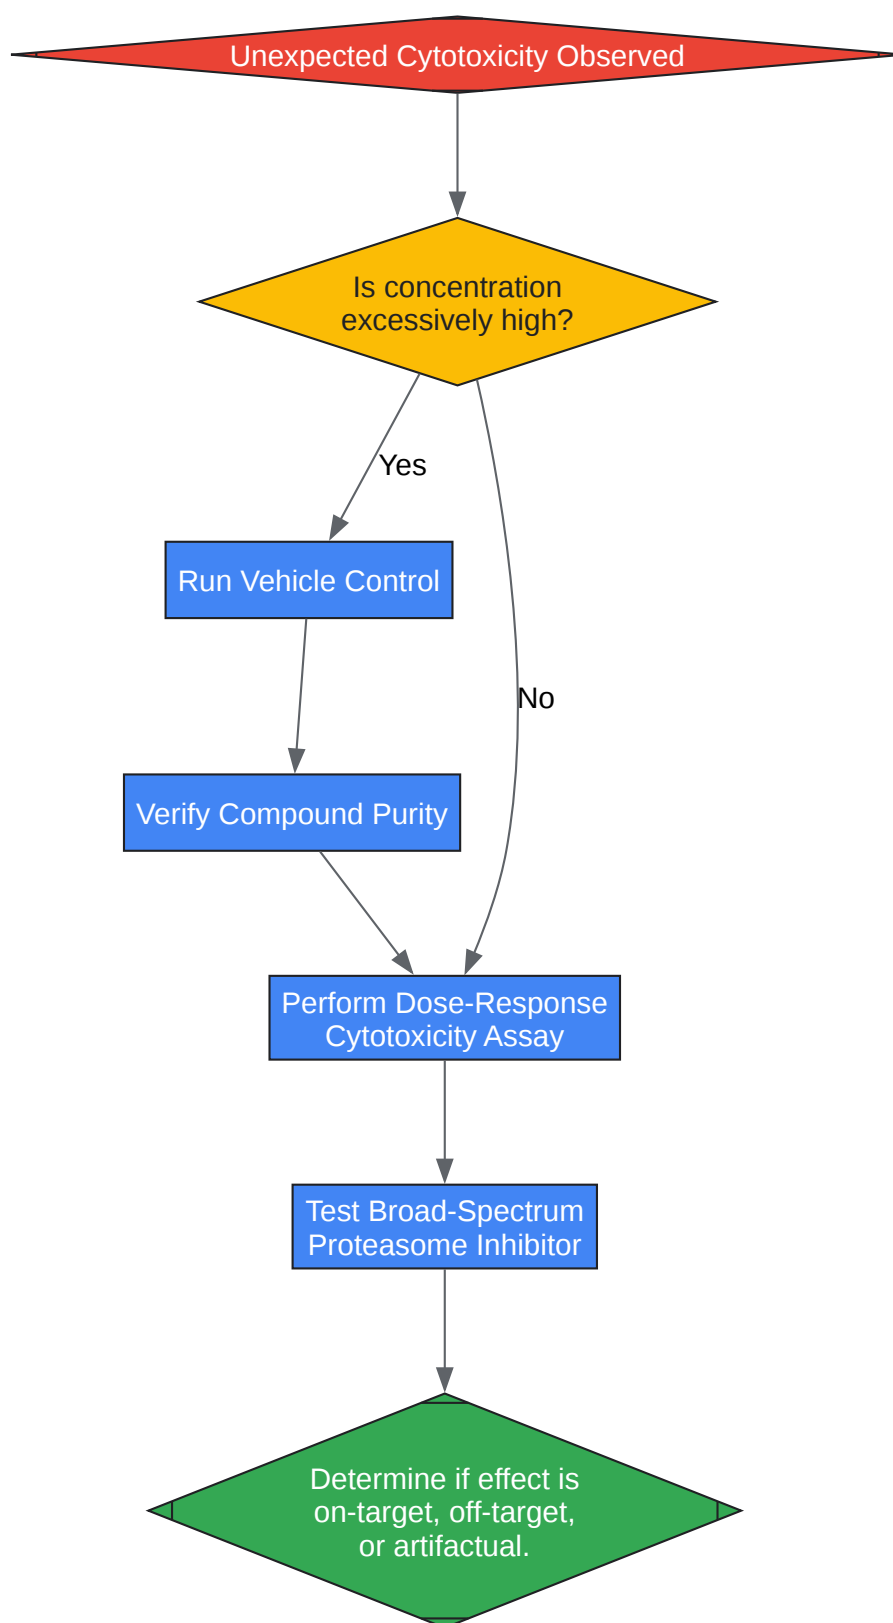 Unexpected Cytotoxicity Observed
Is concentration
excessively high?
Yes
Run Vehicle Control
No
Verify Compound Purity
Perform Dose-Response
Cytotoxicity Assay
Test Broad-Spectrum
Proteasome Inhibitor
Determine if effect is
on-target, off-target,
or artifactual.